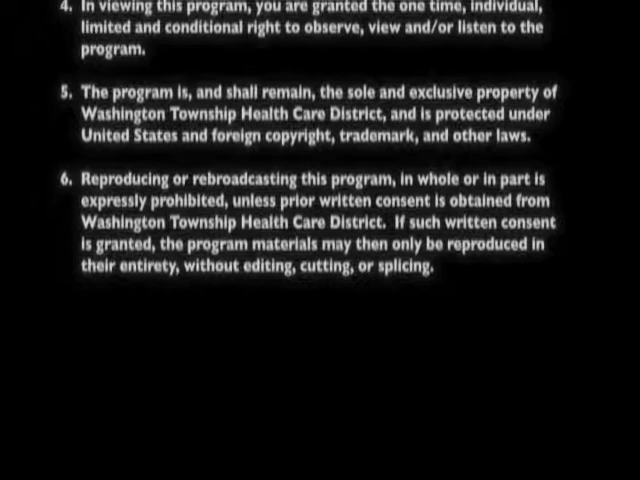 4. In viewing this program, you are granted the one time, individual,
limited and conditional right to observe, view and/or listen to the
program.
5. The program is, and shall remain, the sole and exclusive property of
Washington Township Health Care District, and is protected under
United States and foreign copyright, trademark, and other laws.
6. Reproducing or rebroadcasting this program, in whole or in part is
expressly prohibited, unless prior written consent is obtained from
Washington Township Health Care District. If such written consent
is granted, the program materials may then only be reproduced in
their entirety, without editing, cutting, or splicing.